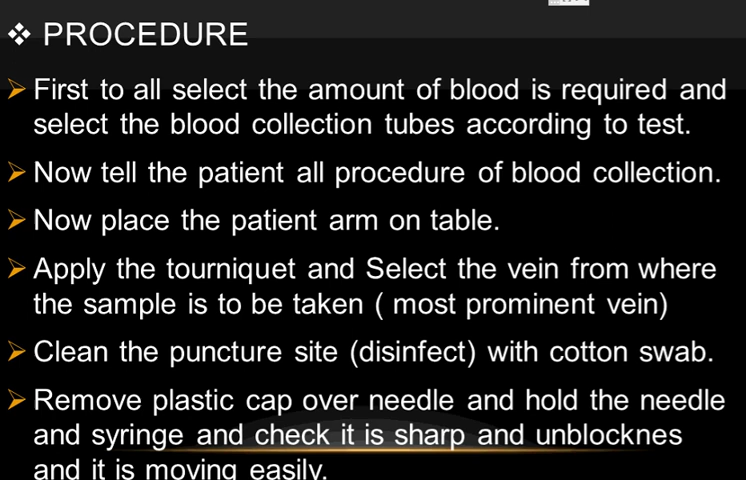 ❖ PROCEDURE
➢ First to all select the amount of blood is required and
select the blood collection tubes according to test.
➢ Now tell the patient all procedure of blood collection.
➢ Now place the patient arm on table.
➢ Apply the tourniquet and Select the vein from where
the sample is to be taken ( most prominent vein)
➢ Clean the puncture site (disinfect) with cotton swab.
➢ Remove plastic cap over needle and hold the needle
and syringe and check it is sharp and unblocknes
and it is moving easily.